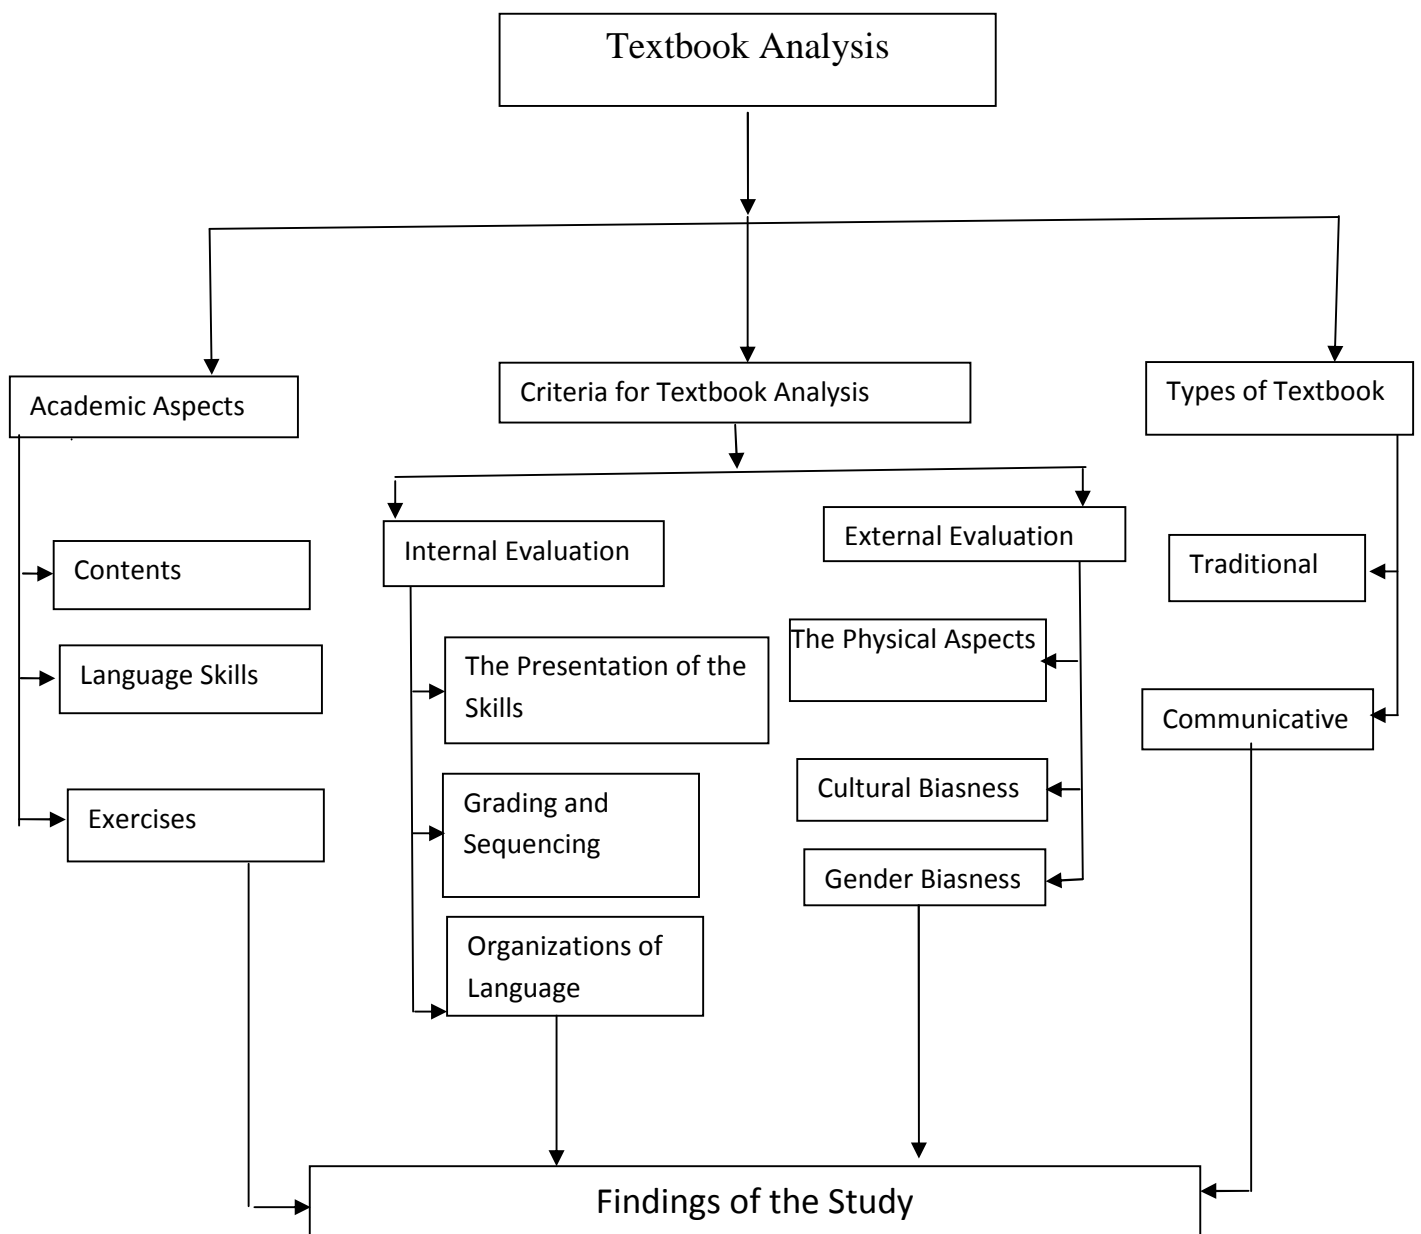 Textbook Analysis
Academic Aspects
Criteria for Textbook Analysis
Types of Textbook
Contents
Language Skills
Exercises
Internal Evaluation
The Presentation of the
Skills
Grading and
Sequencing
Organizations of
Language
External Evaluation
The Physical Aspects
Cultural Biasness
Gender Biasness
Traditional
Communicative
Findings of the Study